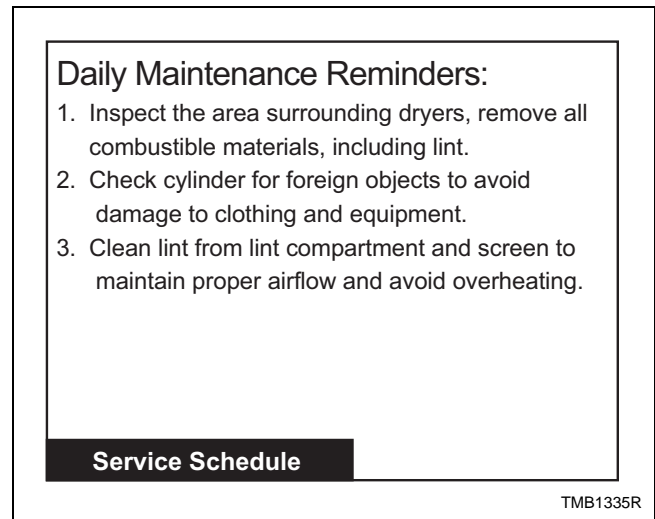 Daily Maintenance Reminders:
1. Inspect the area surrounding dryers, remove all
combustible materials, including lint.
2. Check cylinder for foreign objects to avoid
damage to clothing and equipment.
3. Clean lint from lint compartment and screen to
maintain proper airflow and avoid overheating.
Service Schedule
TMB1335R